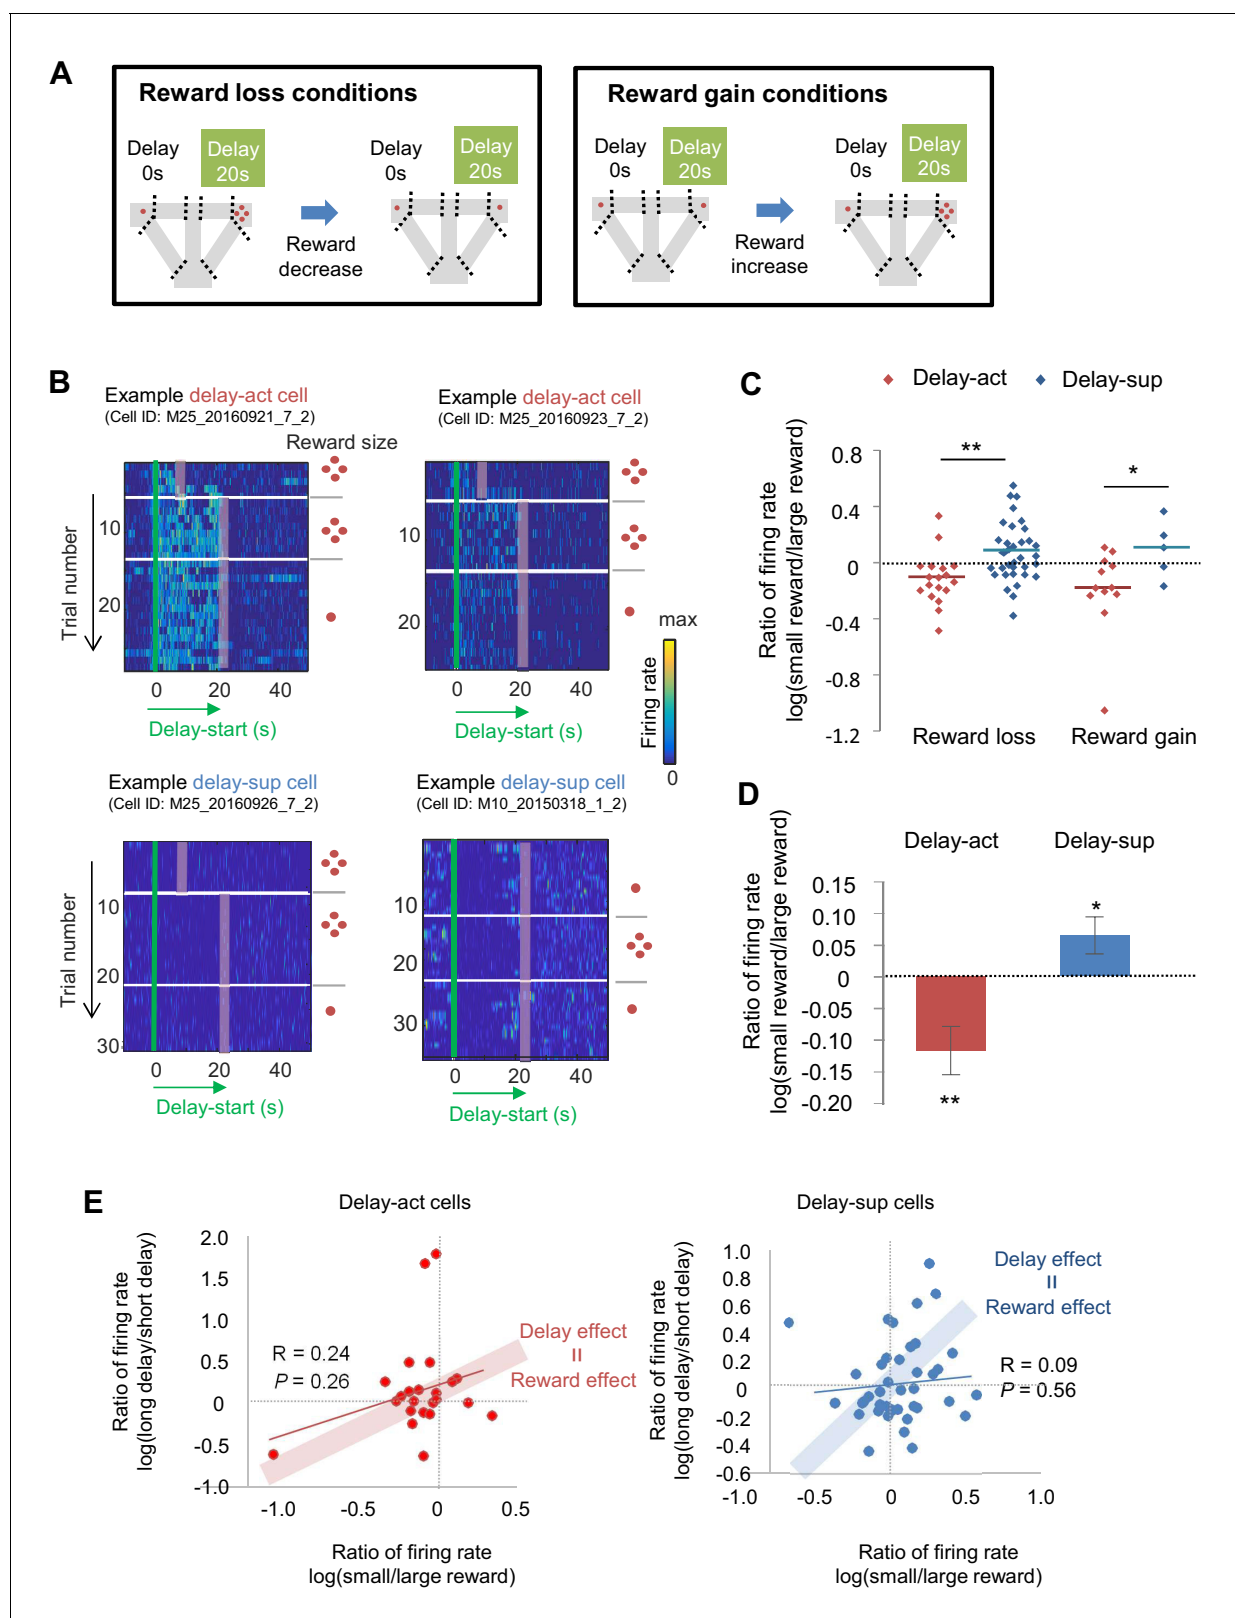 A
Reward loss conditions
Delay
0s
Delay
20s
Reward
decrease
Delay
0s
Delay
20s
Reward gain conditions
Delay
0s
Delay
20s
Reward
increase
Delay
0s
Delay
20s
B
Example delay-act cell
(Cell ID: M25_20160921_7_2)
Reward size
Trial number
10
20
0 20 40
Delay-start (s)
Example delay-act cell
(Cell ID: M25_20160923_7_2)
10
20
0 20 40
Delay-start (s)
max
Firing rate
0
Example delay-sup cell
(Cell ID: M25_20160926_7_2)
Trial number
10
20
30
0 20 40
Delay-start (s)
Example delay-sup cell
(Cell ID: M10_20150318_1_2)
10
20
30
0 20 40
Delay-start (s)
C
Delay-act Delay-sup
Ratio of firing rate
log(small reward/large reward)
0.8
0.4
0
-0.4
-0.8
-1.2
**
*
Reward loss Reward gain
D
Delay-act Delay-sup
Ratio of firing rate
log(small reward/large reward)
0.15
0.10
0.05
0
-0.05
-0.10
-0.15
-0.20
*
**
E
Delay-act cells
Ratio of firing rate
log(long delay/short delay)
2.0
1.5
1.0
0.5
0
-0.5
-1.0
R = 0.24
P = 0.26
Delay effect
=
Reward effect
-1.0 -0.5 0 0.5
Ratio of firing rate
log(small/large reward)
Delay-sup cells
Ratio of firing rate
log(long delay/short delay)
1.0
0.8
0.6
0.4
0.2
0
-0.2
-0.4
-0.6
Delay effect
=
Reward effect
R = 0.09
P = 0.56
-1.0 -0.5 0 0.5 1.0
Ratio of firing rate
log(small/large reward)